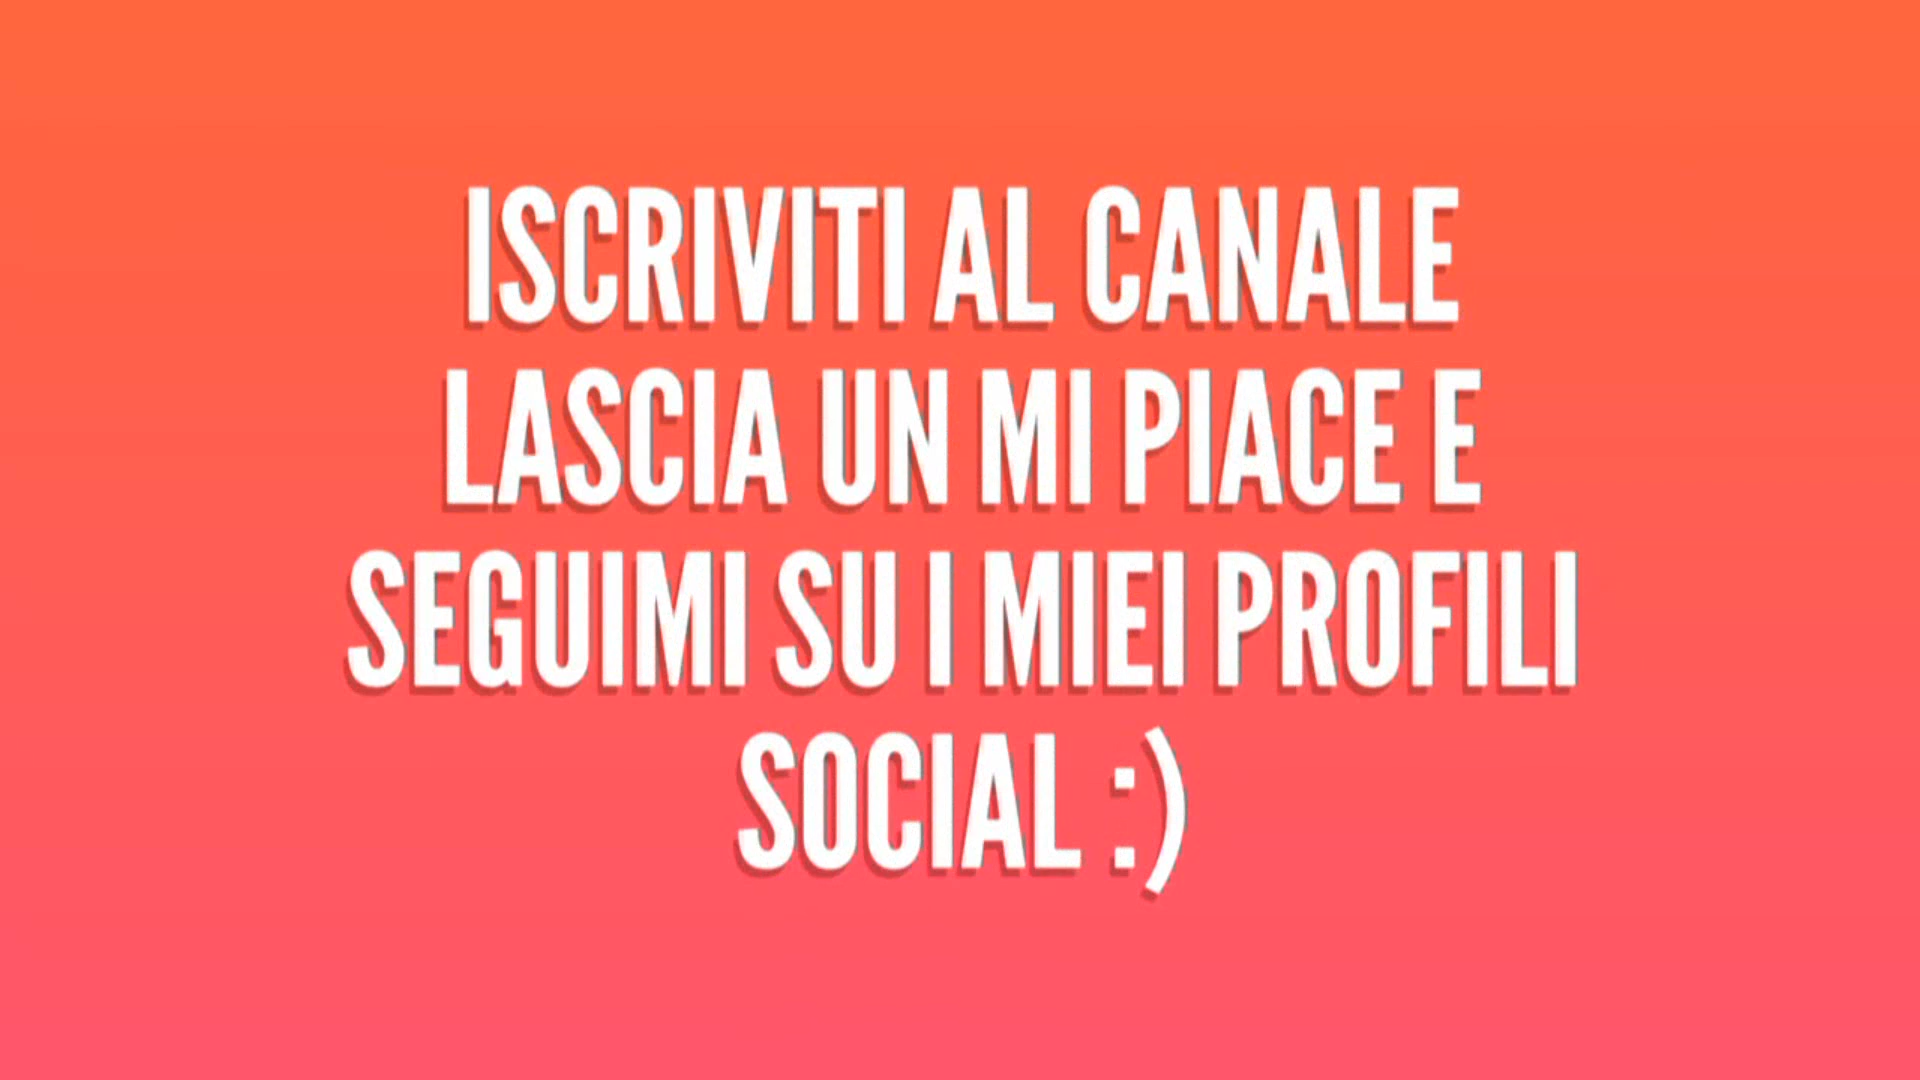 ISCRIVITI AL CANALE
LASCIA UN MI PIACE E
SEGUIMI SU I MIEI PROFILI
SOCIAL :)